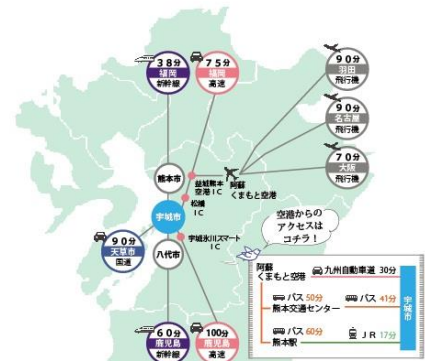 38分
福岡
新幹線
75分
福岡
高速
90分
羽田
飛行機
90分
名古屋
飛行機
70分
大阪
飛行機
熊本市
益城熊本
空港IC
阿蘇
くまもと空港
松橋
IC
宇城市
宇城氷川スマート
IC
90分
天草市
国道
八代市
60分
鹿児島
新幹線
100分
鹿児島
高速
空港からの
アクセスは
コチラ!
阿蘇
くまもと空港
九州自動車道 30分
バス 50分
熊本交通センター
バス 41分
バス 60分
熊本駅
JR 17分
宇城市